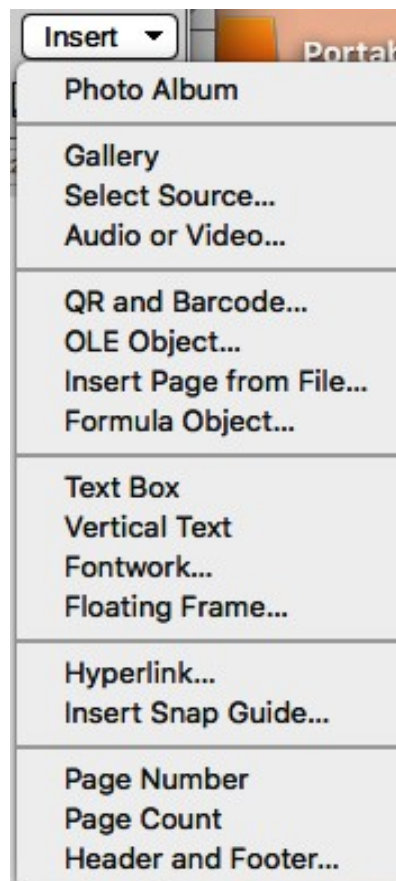 Insert
Photo Album
Gallery
Select Source...
Audio or Video...
QR and Barcode...
OLE Object...
Insert Page from File...
Formula Object...
Text Box
Vertical Text
Fontwork...
Floating Frame...
Hyperlink...
Insert Snap Guide...
Page Number
Page Count
Header and Footer...